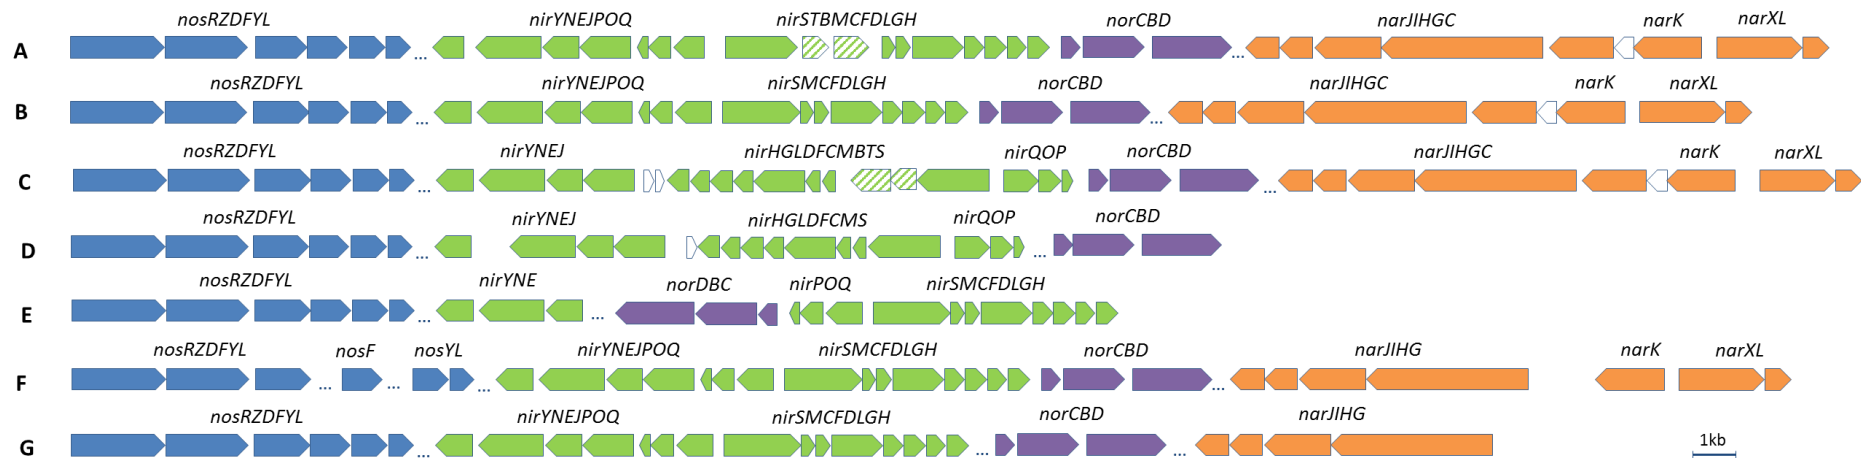 nosRZDFYL nirYNEJPOQ nirSTBMCFDLGH norCBD narJIHGC narK narXL
A ... ...
nosRZDFYL nirYNEJPOQ nirSMCFDLGH norCBD narJIHGC narK narXL
B ... ...
nosRZDFYL nirYNEJ nirHGLDFCMBTS nirQOP norCBD narJIHGC narK narXL
C ... ...
nosRZDFYL nirYNEJ nirHGLDFCMS nirQOP norCBD
D ... ...
nosRZDFYL nirYNE norDBC nirPOQ nirSMCFDLGH
E ... ...
nosRZDFYL nosF nosYL nirYNEJPOQ nirSMCFDLGH norCBD narJIHG narK narXL
F ... ... ... ...
nosRZDFYL nirYNEJPOQ nirSMCFDLGH norCBD narJIHG
G ... ... ... 1kb